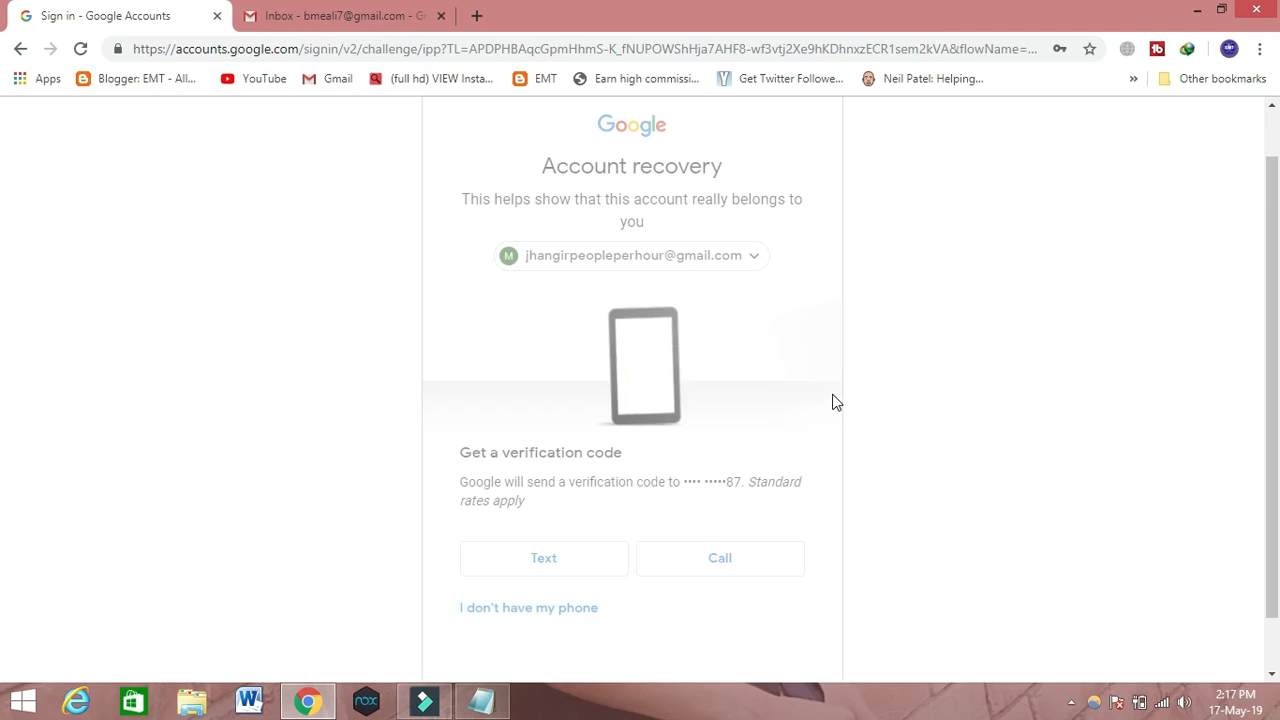 Sign in - Google Accounts
Inbox - bmeali7@gmail.com - G
https://accounts.google.com/signin/v2/challenge/ipp?TL=APDPHBAqcGpmHhmS-K_fNUPOWShHja7AHF8-wf3vtj2Xe9hKDhnxzECR1sem2kVA&flowName=...
Apps
Blogger: EMT - Al...
YouTube
Gmail
(full hd) VIEW Insta...
EMT
Earn high commissi...
Get Twitter Followe...
Neil Patel: Helping...
Other bookmarks
Google
Account recovery
This helps show that this account really belongs to
you
M
jhangirpeopleperhour@gmail.com
Get a verification code
Google will send a verification code to •••• •••••87. Standard
rates apply
Text
Call
I don't have my phone
nox
2:17 PM
17-May-19